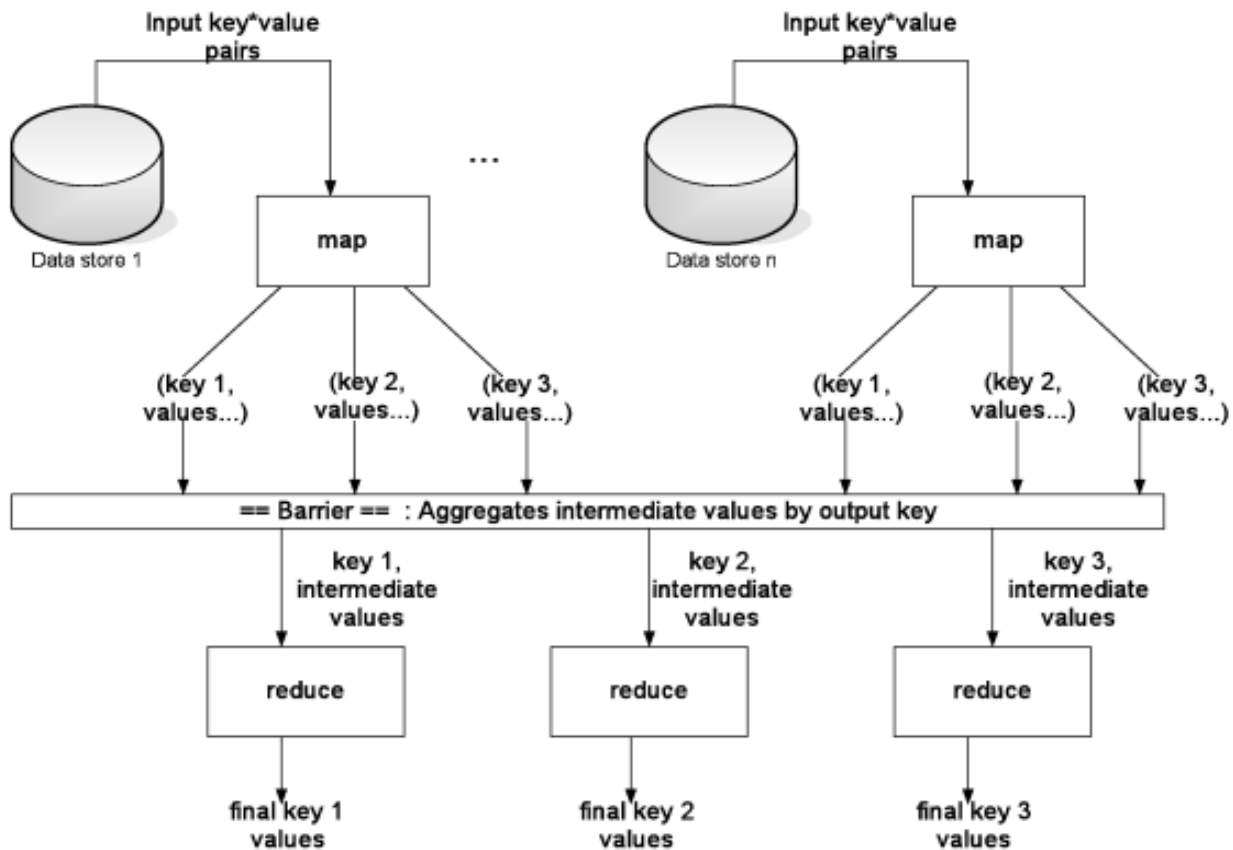 Input key*value
pairs
Input key*value
pairs
...
Data store 1
map
Data store n
map
(key 1,
values...)
(key 2,
values...)
(key 3,
values...)
(key 1,
values...)
(key 2,
values...)
(key 3,
values...)
== Barrier == : Aggregates intermediate values by output key
key 1,
intermediate
values
key 2,
intermediate
values
key 3,
intermediate
values
reduce
reduce
reduce
final key 1
values
final key 2
values
final key 3
values